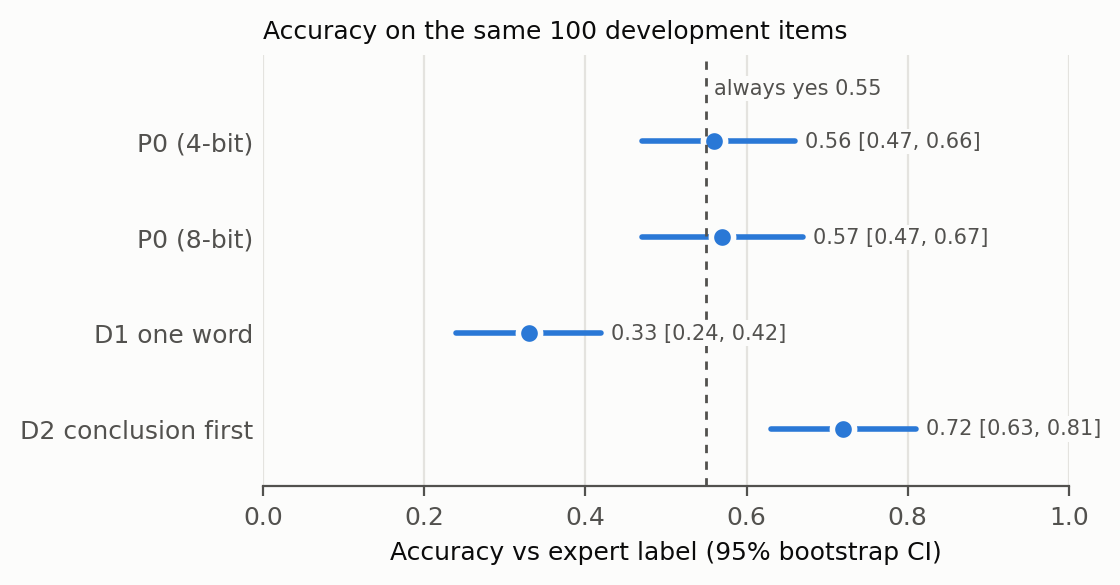 Accuracy on the same 100 development items
always yes 0.55
P0 (4-bit)
0.56 [0.47, 0.66]
P0 (8-bit)
0.57 [0.47, 0.67]
D1 one word
0.33 [0.24, 0.42]
D2 conclusion first
0.72 [0.63, 0.81]
0.0 0.2 0.4 0.6 0.8 1.0
Accuracy vs expert label (95% bootstrap CI)